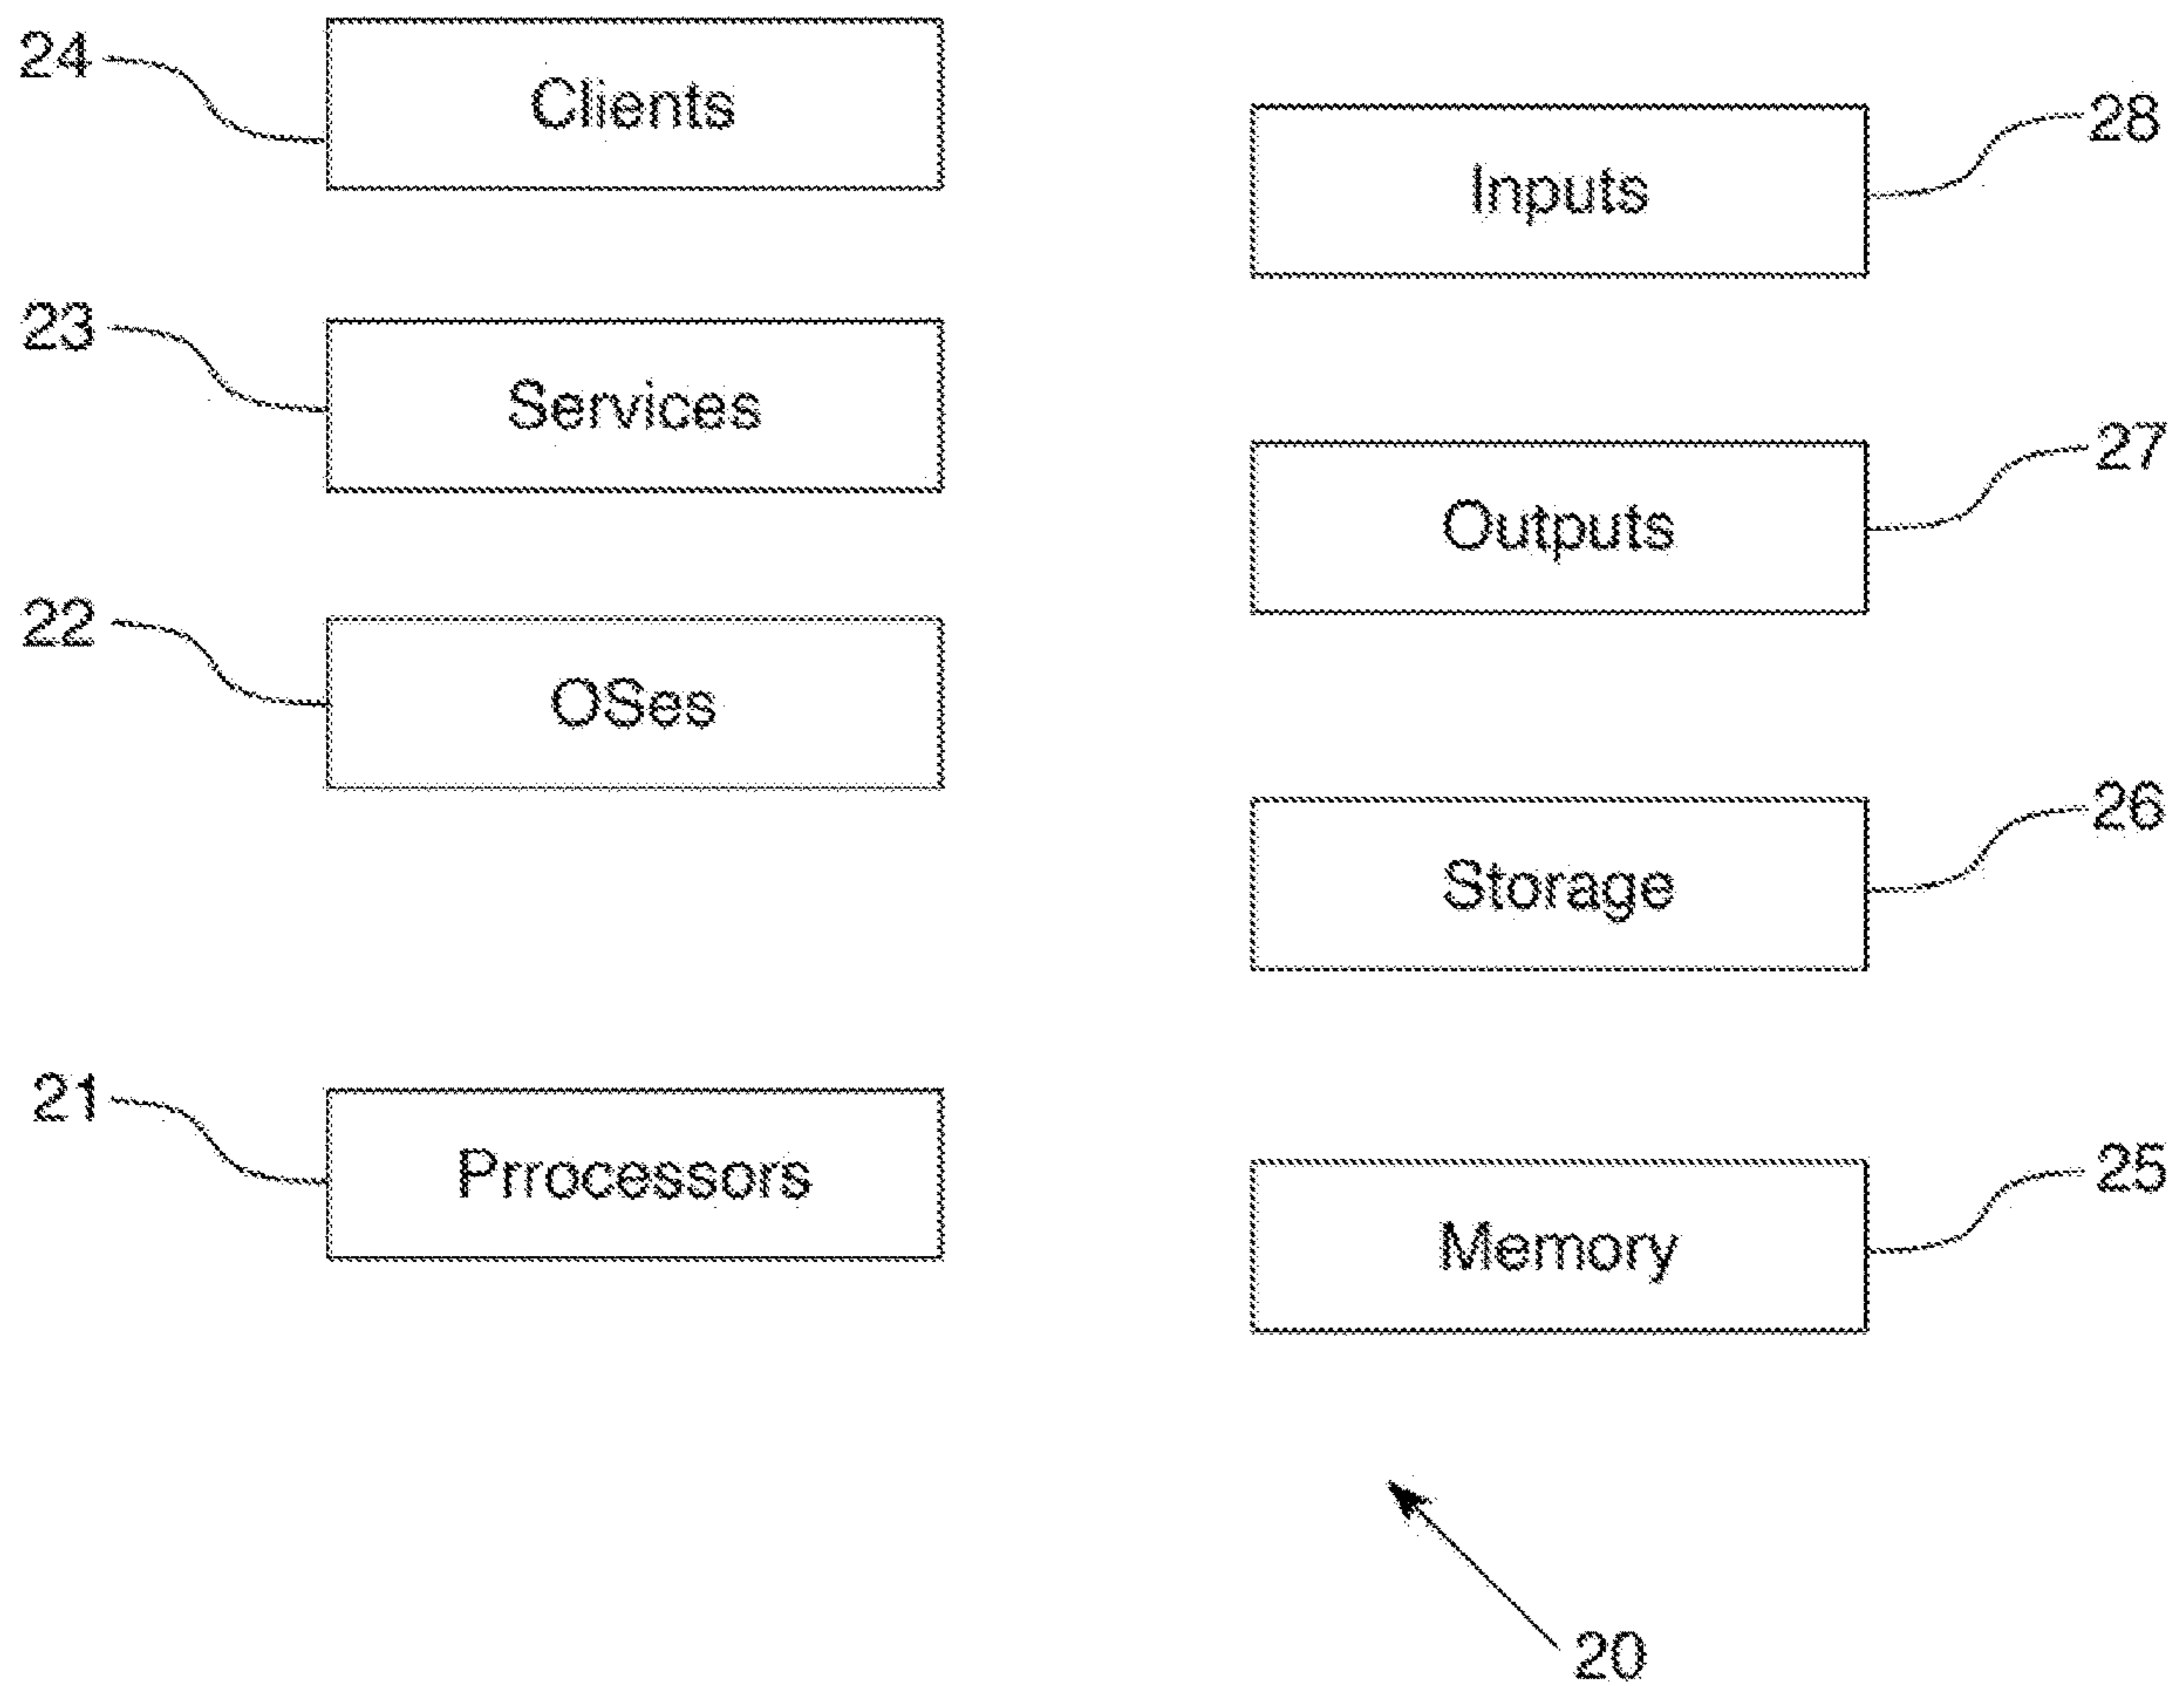 24
Clients
28
Inputs
23
Services
27
Outputs
22
OSes
26
Storage
21
Prrocessors
25
Memory
20